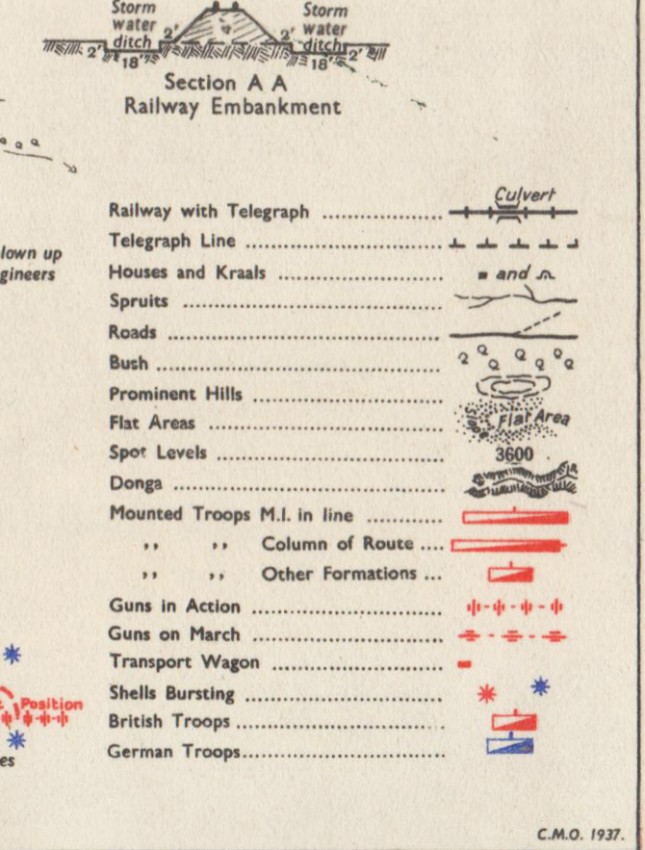 Storm water ditch
Storm water ditch
2' 2' 2' 2'
18' 18'
Section A A
Railway Embankment
lown up
gineers
Railway with Telegraph ........................ Culvert
Telegraph Line ........................
Houses and Kraals ........................ and
Spruits ........................
Roads ........................
Bush ........................
Prominent Hills ........................
Flat Areas ........................ Flat Area
Spot Levels ........................ 3600
Donga ........................
Mounted Troops M.I. in line ..............
,, ,, Column of Route ....
,, ,, Other Formations ...
Guns in Action ........................
Guns on March ........................
Transport Wagon ........................
Shells Bursting ........................
British Troops ........................
German Troops........................
Position
es
C.M.O. 1937.